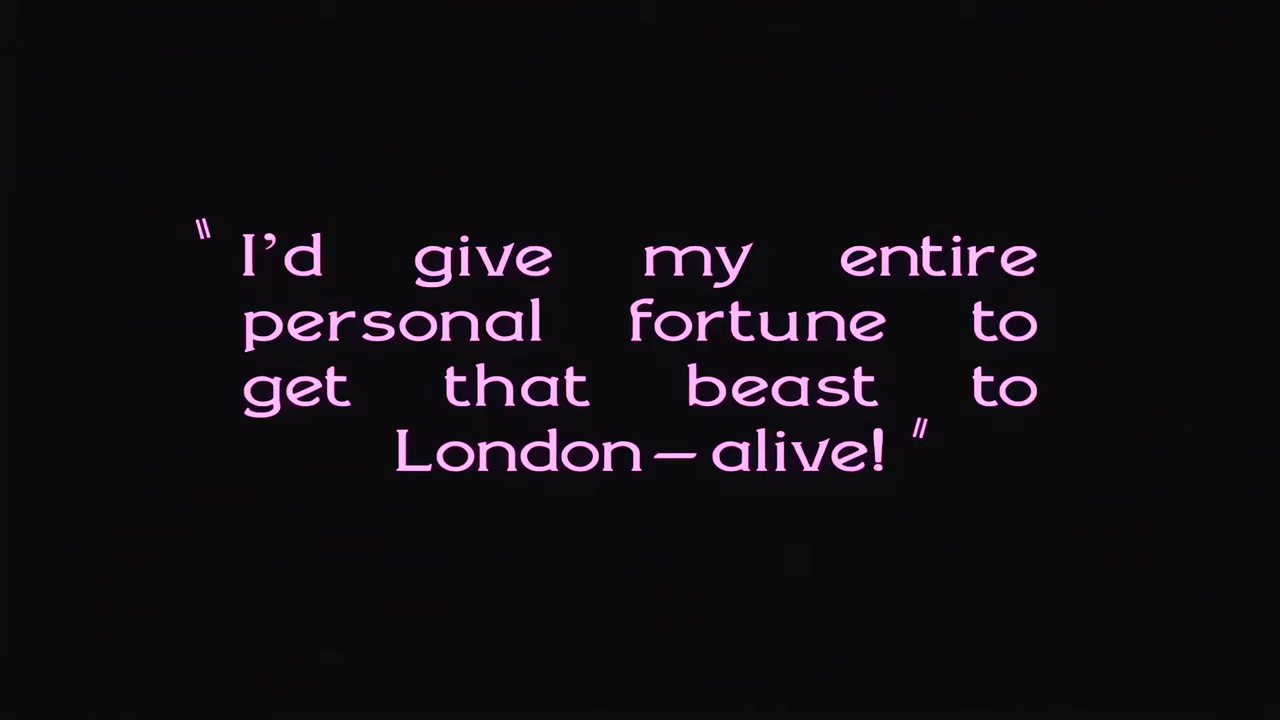 "I’d give my entire
personal fortune to
get that beast to
London—alive!"